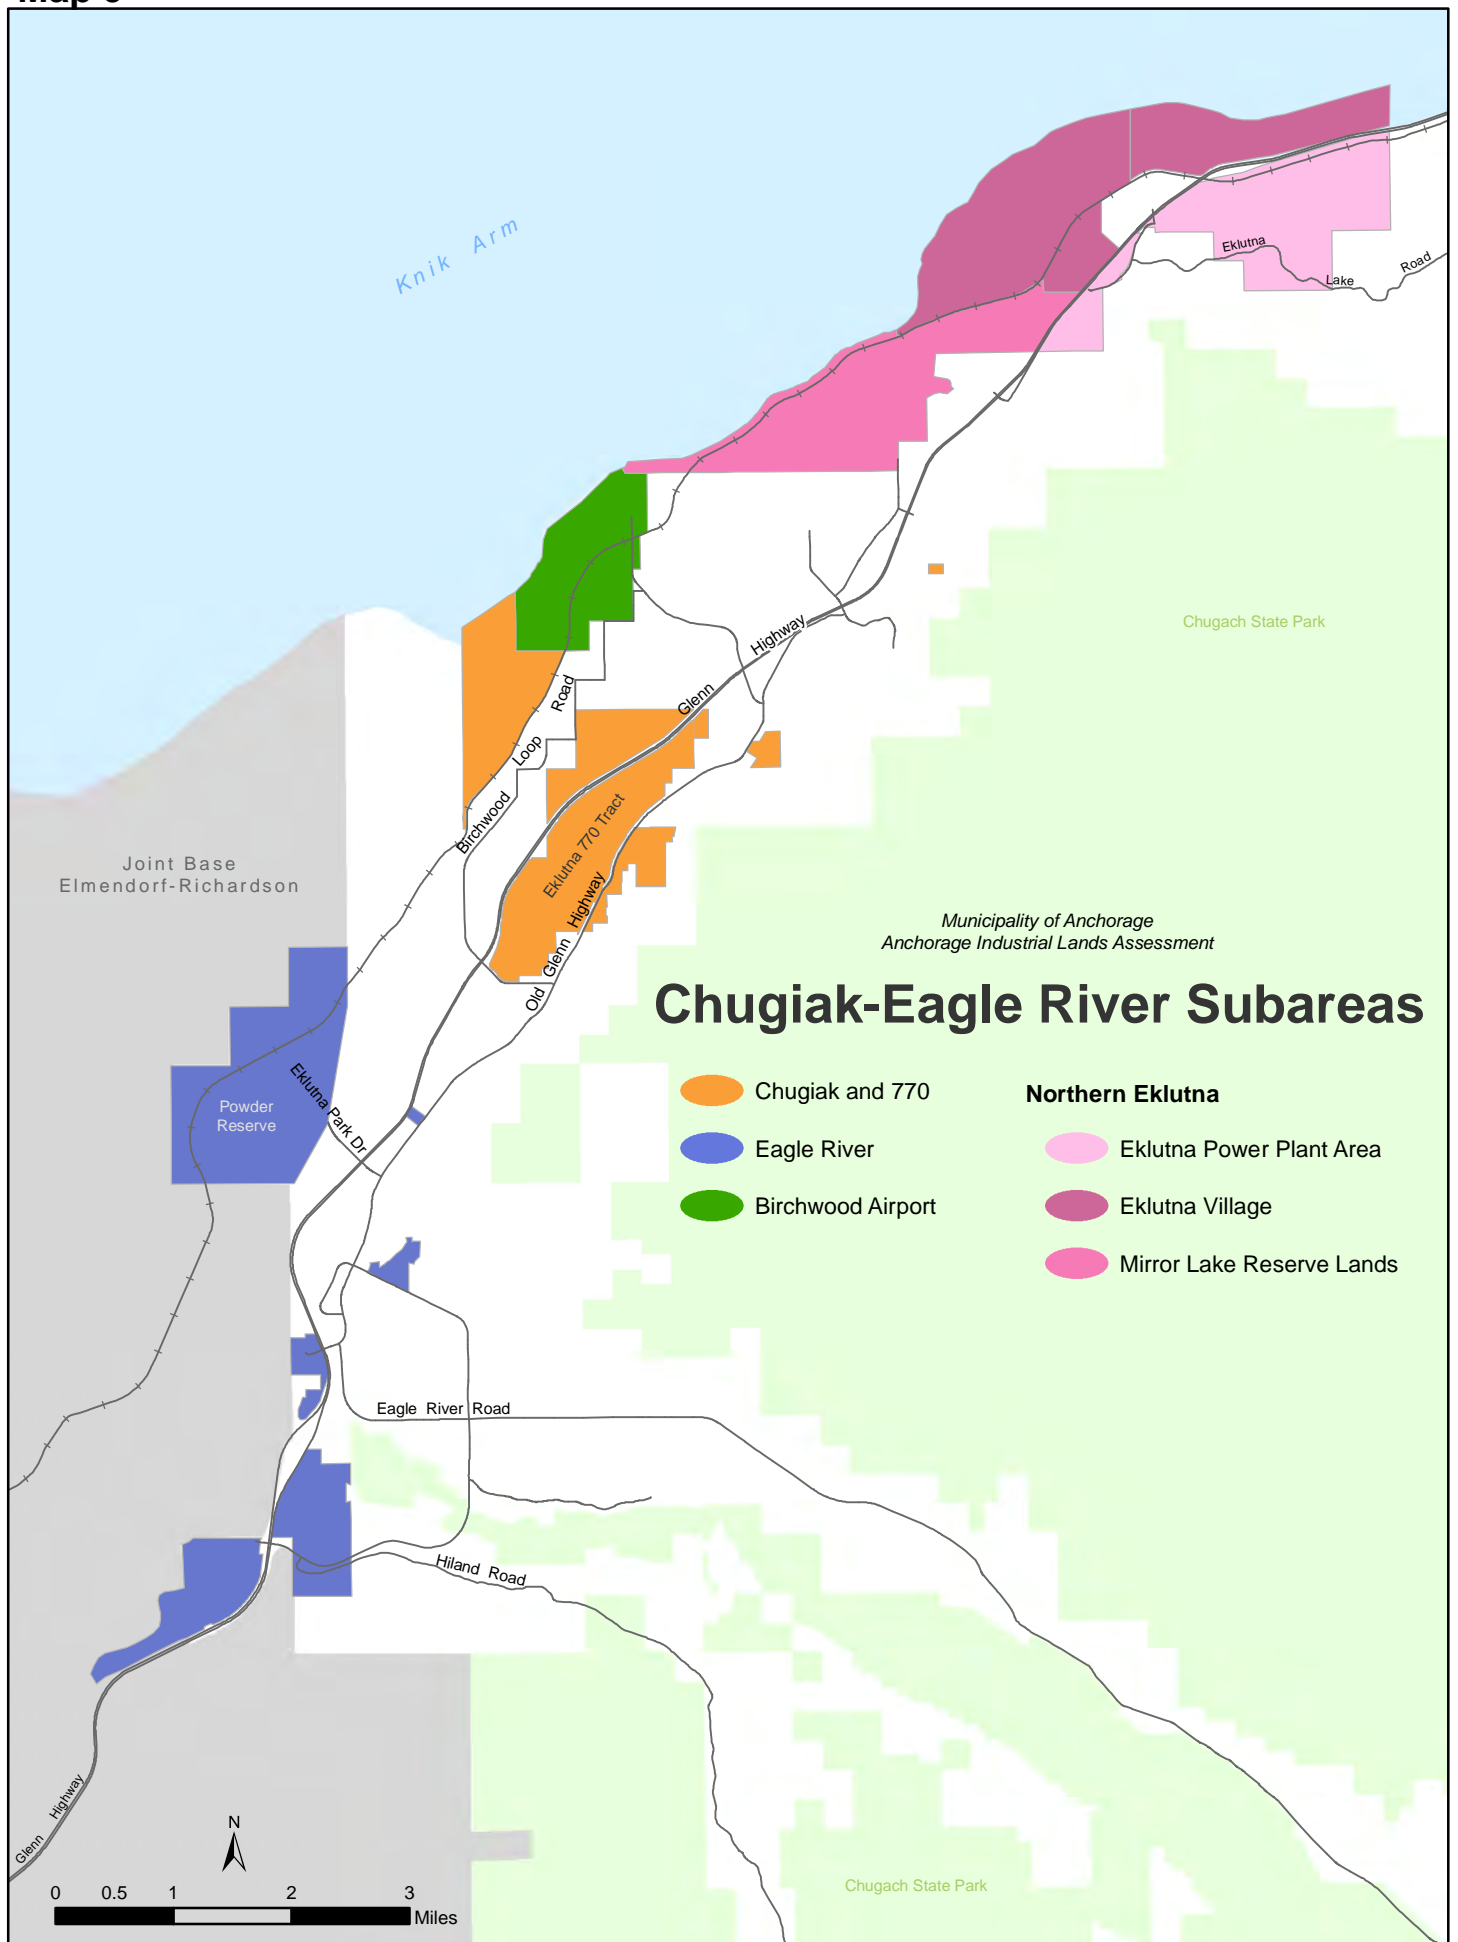 Knik Arm
Eklutna
Lake
Road
Chugach State Park
Highway
Glenn
Road
Loop
Birchwood
Eklutna 770 Tract
Joint Base
Elmendorf-Richardson
Old Glenn Highway
Municipality of Anchorage
Anchorage Industrial Lands Assessment
Chugiak-Eagle River Subareas
Chugiak and 770
Eagle River
Birchwood Airport
Northern Eklutna
Eklutna Power Plant Area
Eklutna Village
Mirror Lake Reserve Lands
Powder
Reserve
Eklutna Park Dr
Eagle River Road
Hiland Road
Glenn Highway
N
0 0.5 1 2 3
Miles
Chugach State Park